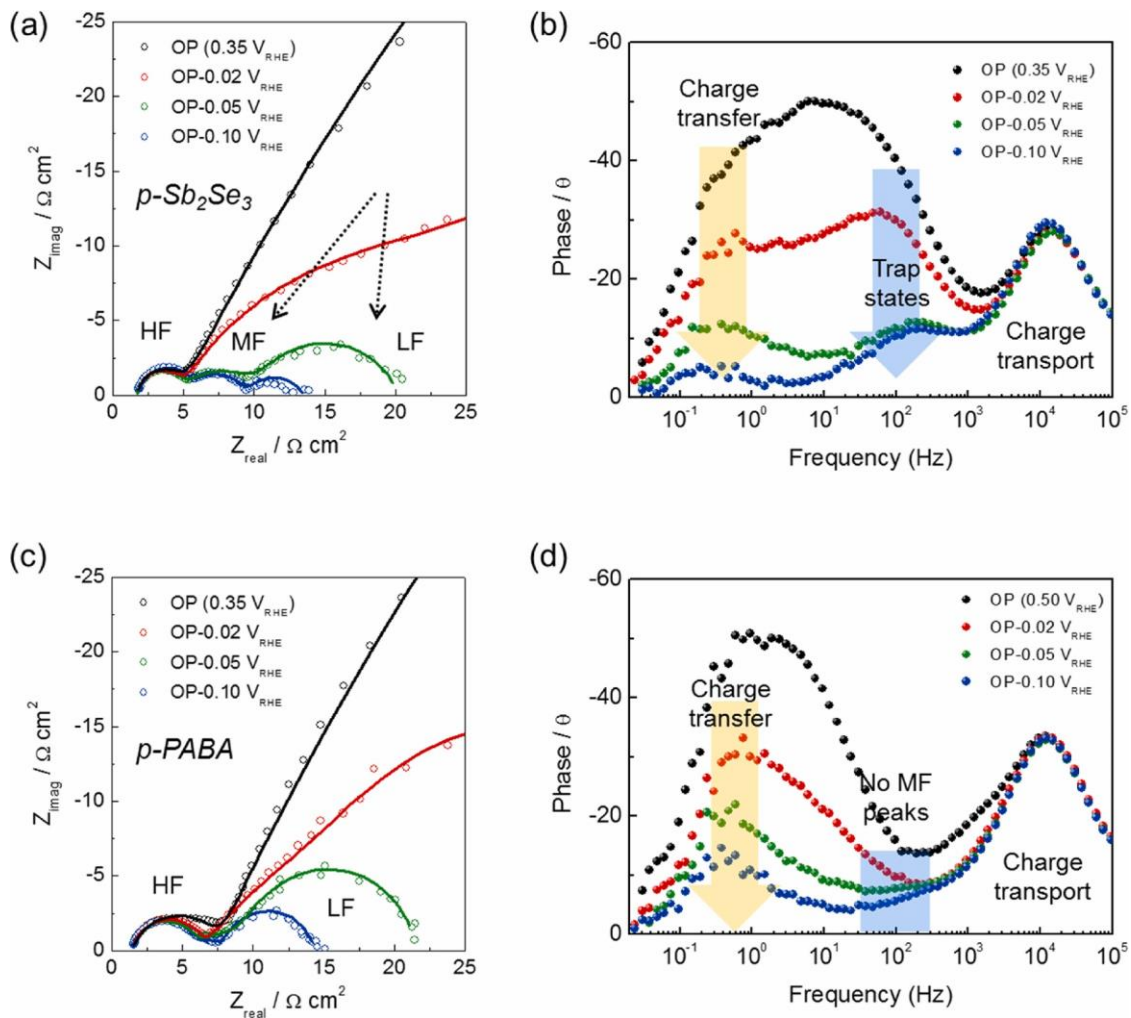 (a)
-25
-20
-15
-10
-5
0
Z_imag / Ω cm²
OP (0.35 V_RHE)
OP-0.02 V_RHE
OP-0.05 V_RHE
OP-0.10 V_RHE
p-Sb₂Se₃
HF
MF
LF
0
5
10
15
20
25
Z_real / Ω cm²
(b)
-60
-40
-20
0
Phase / θ
OP (0.35 V_RHE)
OP-0.02 V_RHE
OP-0.05 V_RHE
OP-0.10 V_RHE
Charge
transfer
Trap
states
Charge
transport
10⁻¹
10⁰
10¹
10²
10³
10⁴
10⁵
Frequency (Hz)
(c)
-25
-20
-15
-10
-5
0
Z_imag / Ω cm²
OP (0.35 V_RHE)
OP-0.02 V_RHE
OP-0.05 V_RHE
OP-0.10 V_RHE
p-PABA
HF
LF
0
5
10
15
20
25
Z_real / Ω cm²
(d)
-60
-40
-20
0
Phase / θ
OP (0.50 V_RHE)
OP-0.02 V_RHE
OP-0.05 V_RHE
OP-0.10 V_RHE
Charge
transfer
No MF
peaks
Charge
transport
10⁻¹
10⁰
10¹
10²
10³
10⁴
10⁵
Frequency (Hz)